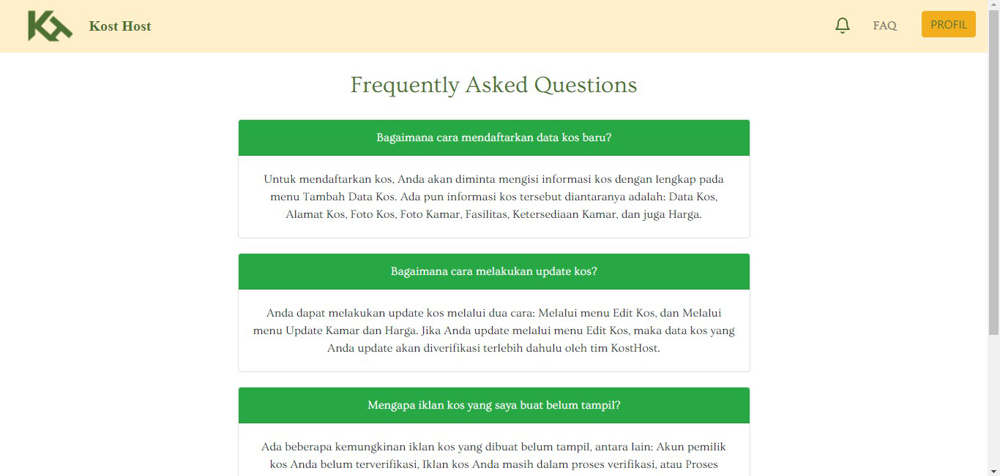 Kost Host
FAQ
PROFIL
Frequently Asked Questions
Bagaimana cara mendaftarkan data kos baru?
Untuk mendaftarkan kos, Anda akan diminta mengisi informasi kos dengan lengkap pada
menu Tambah Data Kos. Ada pun informasi kos tersebut diantaranya adalah: Data Kos,
Alamat Kos, Foto Kos, Foto Kamar, Fasilitas, Ketersediaan Kamar, dan juga Harga.
Bagaimana cara melakukan update kos?
Anda dapat melakukan update kos melalui dua cara: Melalui menu Edit Kos, dan Melalui
menu Update Kamar dan Harga. Jika Anda update melalui menu Edit Kos, maka data kos yang
Anda update akan diverifikasi terlebih dahulu oleh tim KostHost.
Mengapa iklan kos yang saya buat belum tampil?
Ada beberapa kemungkinan iklan kos yang dibuat belum tampil, antara lain: Akun pemilik
kos Anda belum terverifikasi, Iklan kos Anda masih dalam proses verifikasi, atau Proses